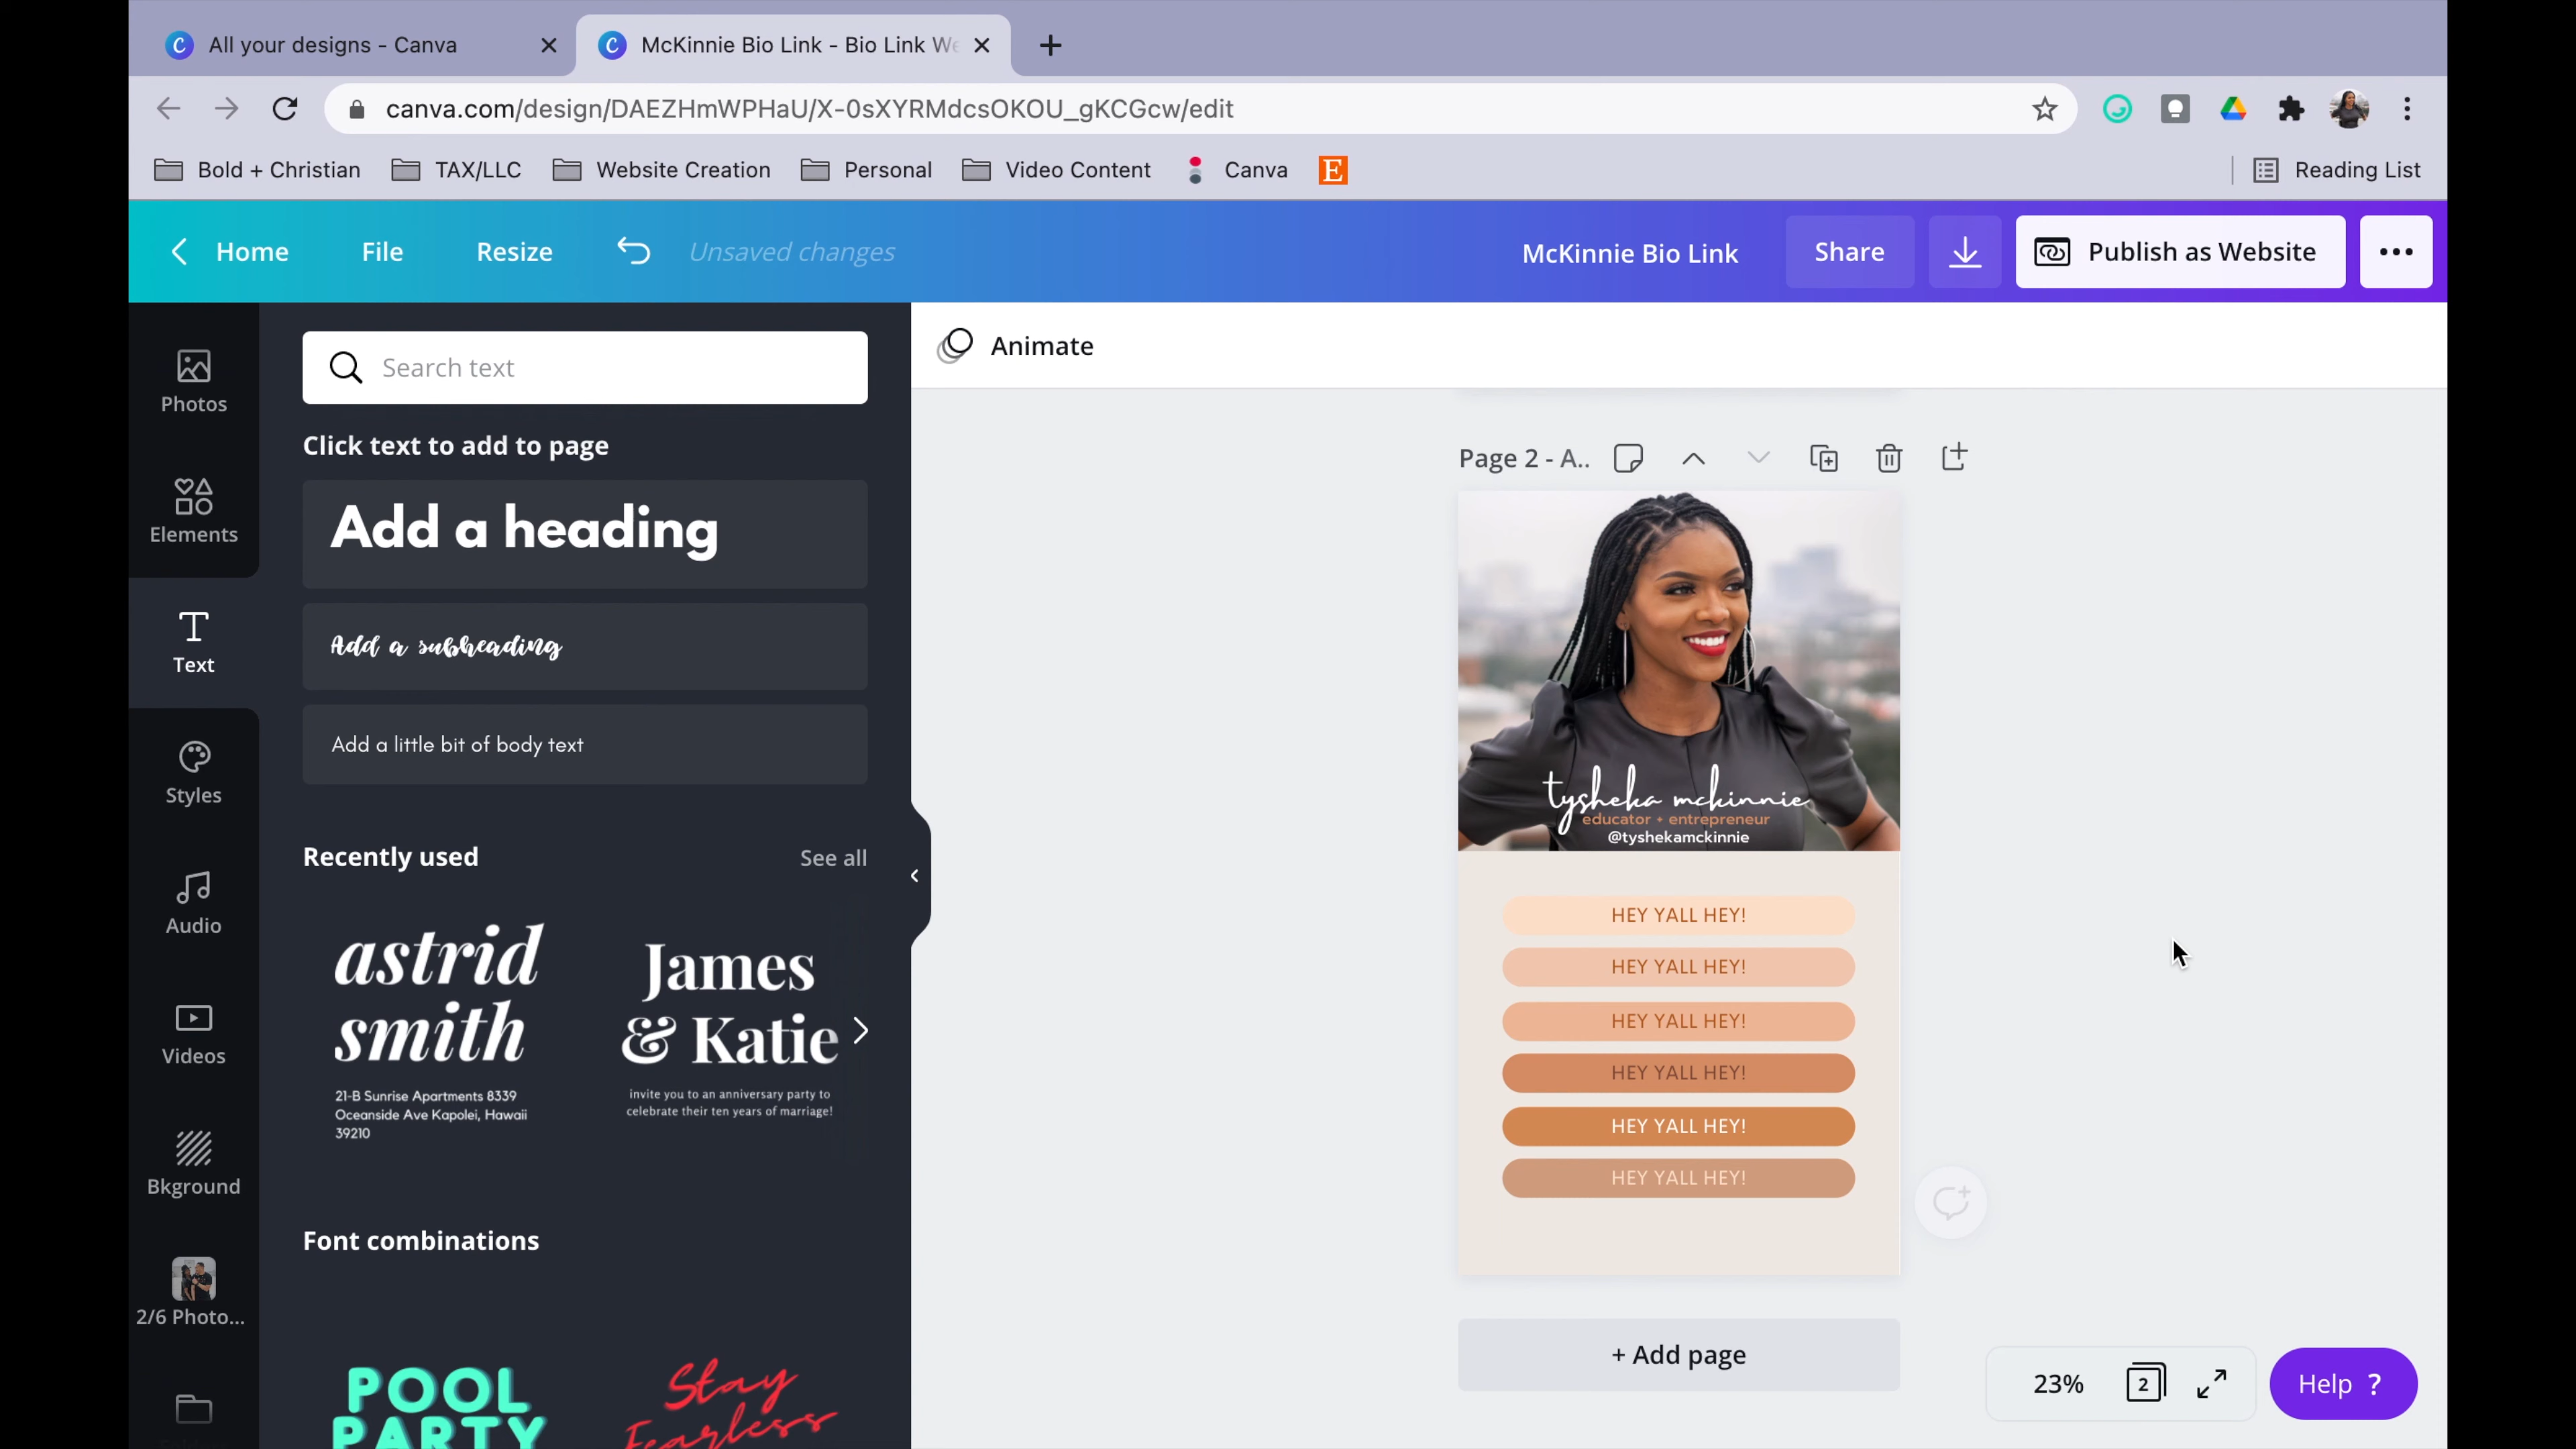 All your designs - Canva
McKinnie Bio Link - Bio Link We
canva.com/design/DAEZHmWPHaU/X-0sXYRMdcsOKOU_gKCGcw/edit
Bold + Christian
TAX/LLC
Website Creation
Personal
Video Content
Canva
E
Reading List
Home
File
Resize
Unsaved changes
McKinnie Bio Link
Share
Publish as Website
Photos
Elements
Text
Styles
Audio
Videos
Bkground
2/6 Photo...
Search text
Click text to add to page
Add a heading
Add a subheading
Add a little bit of body text
Recently used
See all
astrid
smith
21-B Sunrise Apartments 8339
Oceanside Ave Kapolei, Hawaii
39210
James
& Katie
invite you to an anniversary party to
celebrate their ten years of marriage!
Font combinations
POOL
PARTY
Stay
Fearless
Animate
Page 2 - A..
tysheka mckinnie
educator + entrepreneur
@tyshekamckinnie
HEY YALL HEY!
HEY YALL HEY!
HEY YALL HEY!
HEY YALL HEY!
HEY YALL HEY!
HEY YALL HEY!
+ Add page
23%
2
Help ?